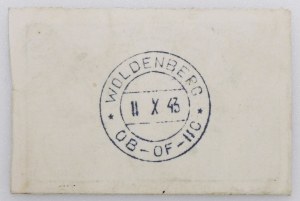 * WOLDENBERG *
11 X 43
OB-OF-IIC